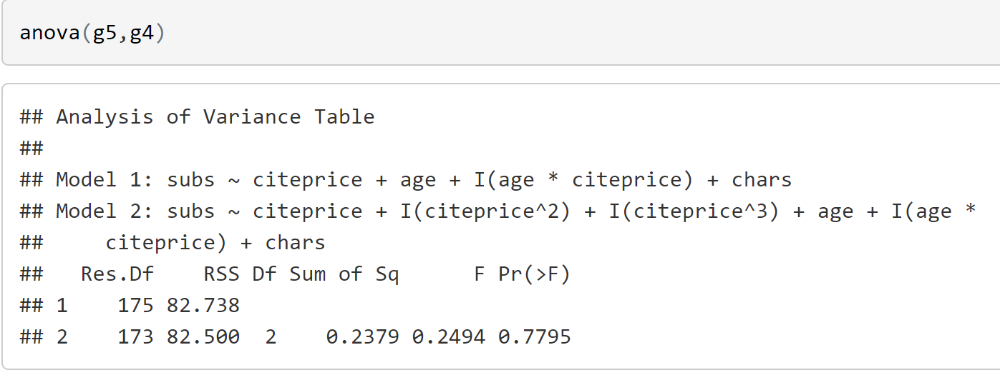 anova(g5,g4)
## Analysis of Variance Table
##
## Model 1: subs ~ citeprice + age + I(age * citeprice) + chars
## Model 2: subs ~ citeprice + I(citeprice^2) + I(citeprice^3) + age + I(age *
##     citeprice) + chars
##   Res.Df    RSS Df Sum of Sq      F Pr(>F)
## 1    175 82.738
## 2    173 82.500  2    0.2379 0.2494 0.7795